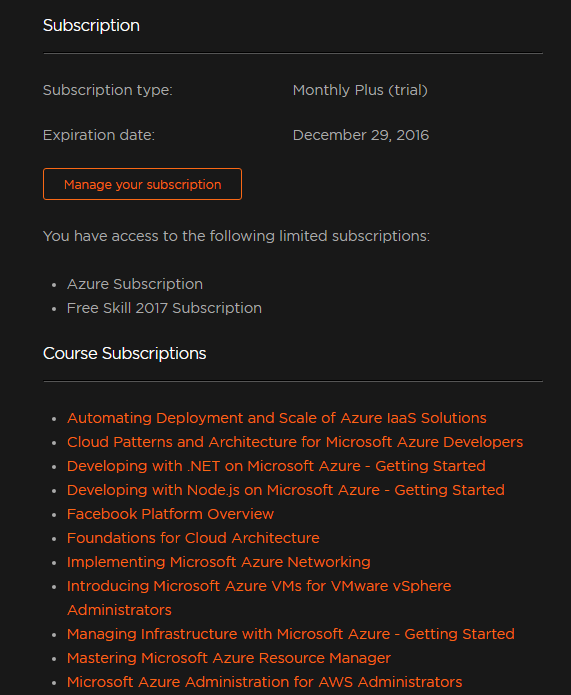 Subscription
Subscription type: Monthly Plus (trial)
Expiration date: December 29, 2016
Manage your subscription
You have access to the following limited subscriptions:
• Azure Subscription
• Free Skill 2017 Subscription
Course Subscriptions
• Automating Deployment and Scale of Azure IaaS Solutions
• Cloud Patterns and Architecture for Microsoft Azure Developers
• Developing with .NET on Microsoft Azure - Getting Started
• Developing with Node.js on Microsoft Azure - Getting Started
• Facebook Platform Overview
• Foundations for Cloud Architecture
• Implementing Microsoft Azure Networking
• Introducing Microsoft Azure VMs for VMware vSphere
Administrators
• Managing Infrastructure with Microsoft Azure - Getting Started
• Mastering Microsoft Azure Resource Manager
• Microsoft Azure Administration for AWS Administrators